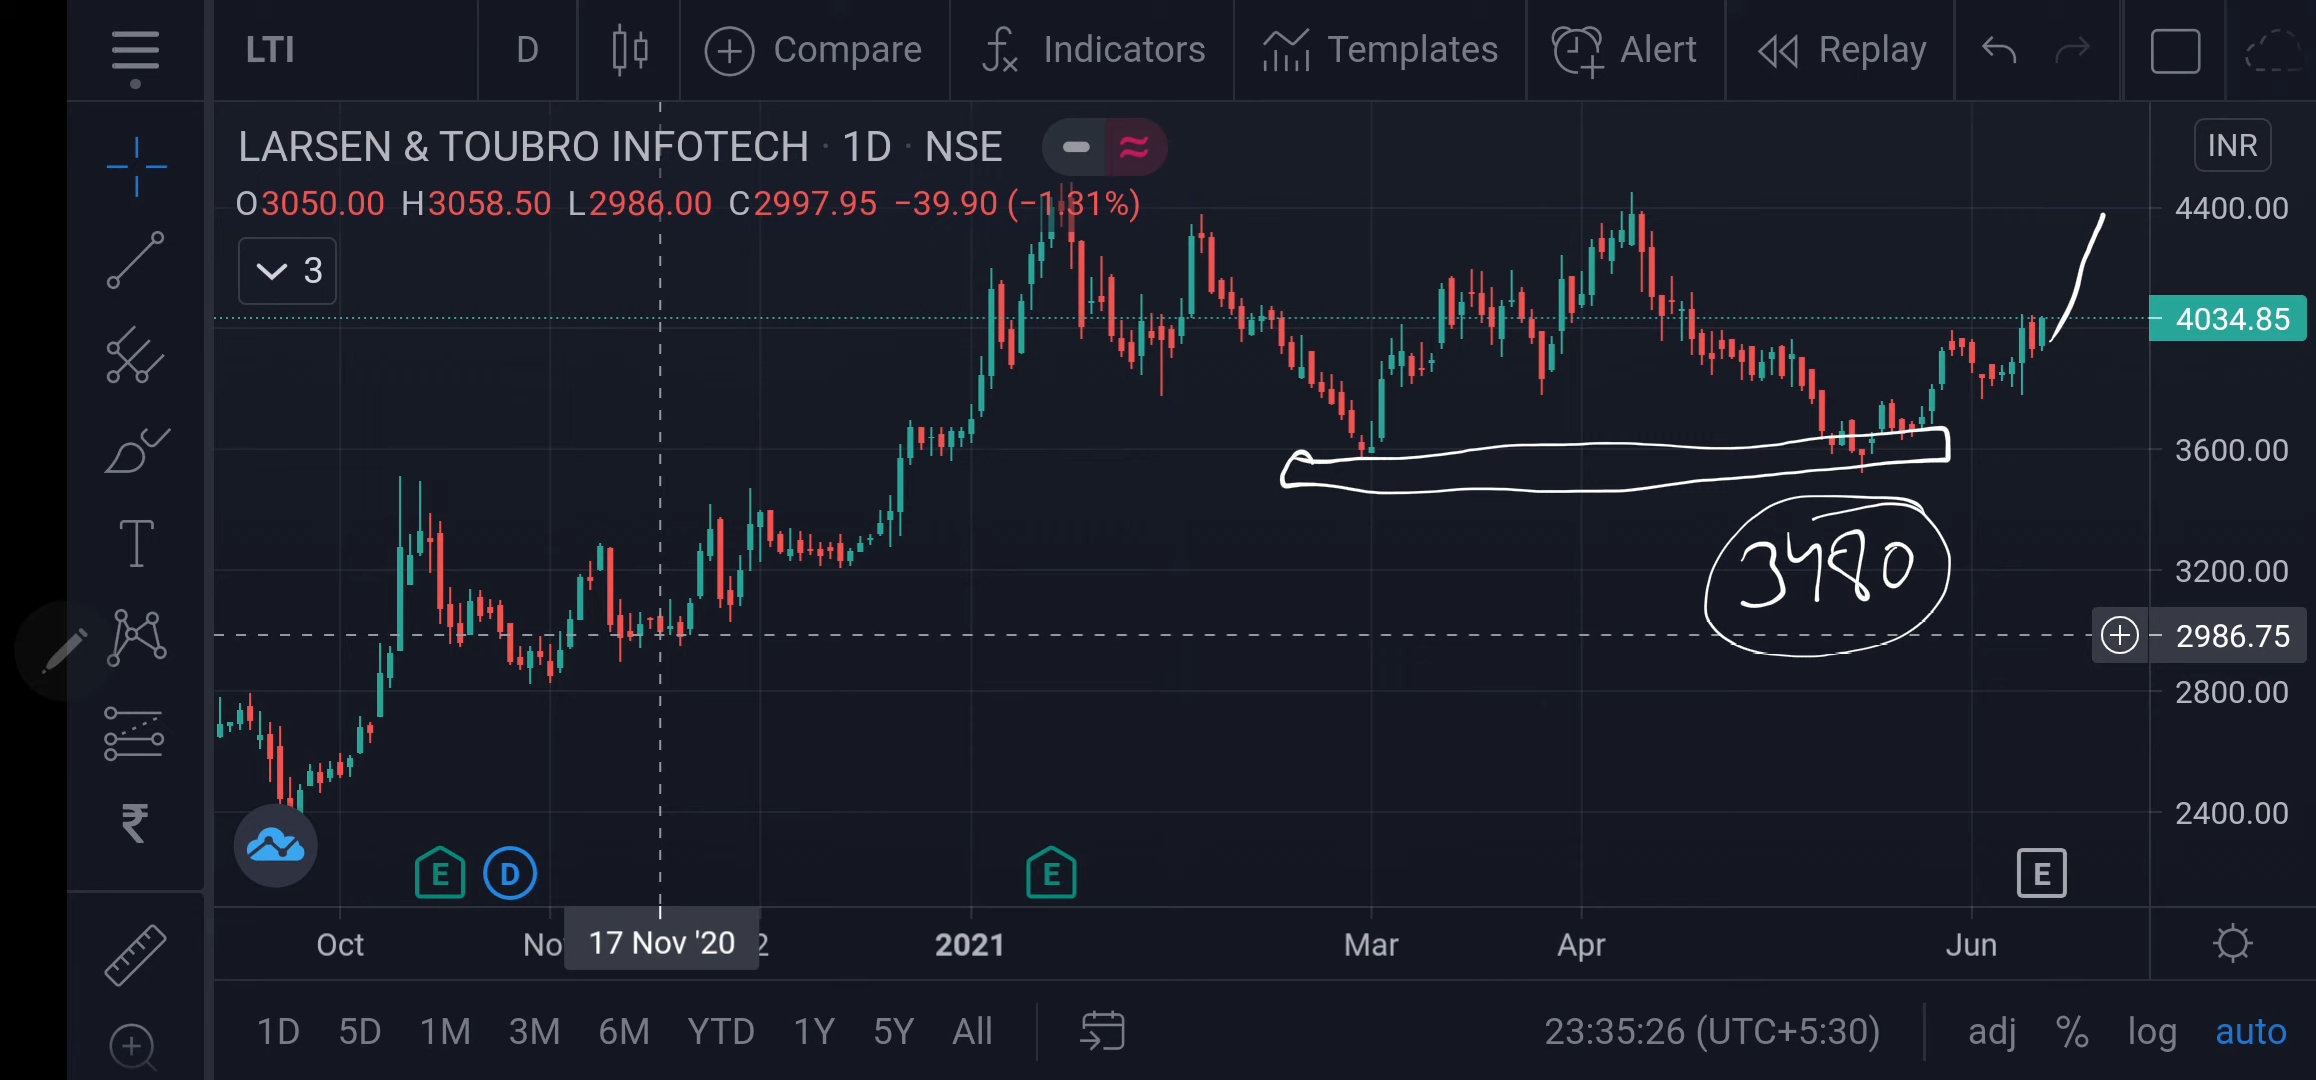 LTI D Compare Indicators Templates Alert Replay
LARSEN & TOUBRO INFOTECH · 1D · NSE
INR
O3050.00 H3058.50 L2986.00 C2997.95 −39.90 (−1.31%)
4400.00
3
4034.85
3600.00
3480
3200.00
2986.75
2800.00
2400.00
E D E E
Oct No 17 Nov '20 2 2021 Mar Apr Jun
1D 5D 1M 3M 6M YTD 1Y 5Y All 23:35:26 (UTC+5:30) adj % log auto